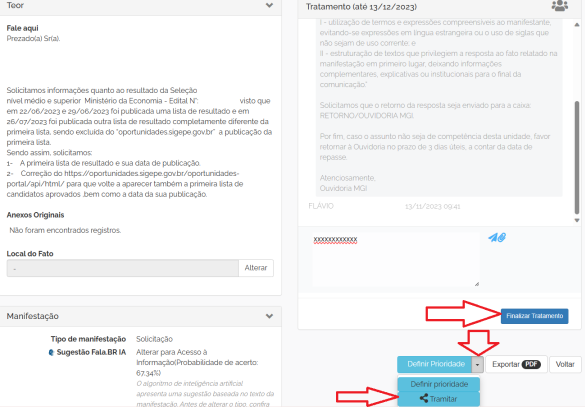 Teor
Fale aqui
Prezado(a) Sr(a).
Solicitamos informações quanto ao resultado da Seleção
nível médio e superior Ministério da Economia - Edital N°: visto que
em 22/06/2023 e 29/06/2023 foi publicada uma lista de resultado e em
26/07/2023 foi publicada outra lista de resultado completamente diferente da
primeira lista, sendo excluída do "oportunidades.sigepe.gov.br" a publicação da
primeira lista.
Sendo assim, solicitamos:
1- A primeira lista de resultado e sua data de publicação.
2- Correção do https://oportunidades.sigepe.gov.br/oportunidades-
portal/api/html/ para que volte a aparecer também a primeira lista de
candidatos aprovados ,bem como a data da sua publicação.
Anexos Originais
Não foram encontrados registros.
Local do Fato
-
Alterar
Manifestação
Tipo de manifestação Solicitação
Sugestão Fala.BR IA Alterar para Acesso à
Informação(Probabilidade de acerto:
67.34%)
O algoritmo de inteligência artificial
apresenta uma sugestão baseada no texto da
manifestação. Antes de alterar o tipo, confira
Tratamento (até 13/12/2023)
I - utilização de termos e expressões compreensíveis ao manifestante,
evitando-se expressões em língua estrangeira ou o uso de siglas que
não sejam de uso corrente; e
II - estruturação de textos que privilegiem a resposta ao fato relatado na
manifestação em primeiro lugar, deixando informações
complementares, explicativas ou institucionais para o final da
comunicação"
Solicitamos que o retorno da resposta seja enviado para a caixa:
RETORNO/OUVIDORIA MGI.
Por fim, caso o assunto não seja de competência desta unidade, favor
retornar à Ouvidoria no prazo de 3 dias úteis, a contar da data de
repasse.
Atenciosamente,
Ouvidoria MGI
FLAVIO 13/11/2023 09:41
xxxxxxxxxxxx
Finalizar Tratamento
Definir Prioridade
Exportar PDF
Voltar
Definir prioridade
Tramitar